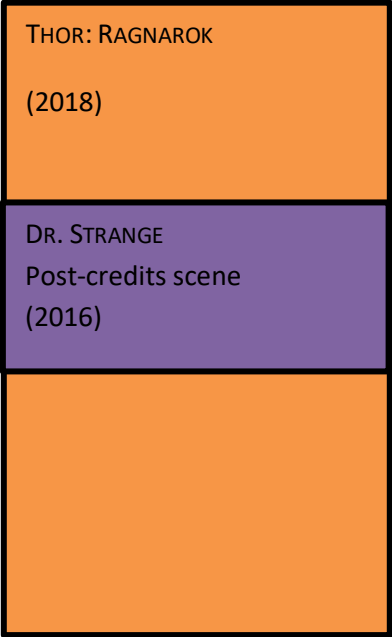 THOR: RAGNAROK
(2018)
DR. STRANGE
Post-credits scene
(2016)